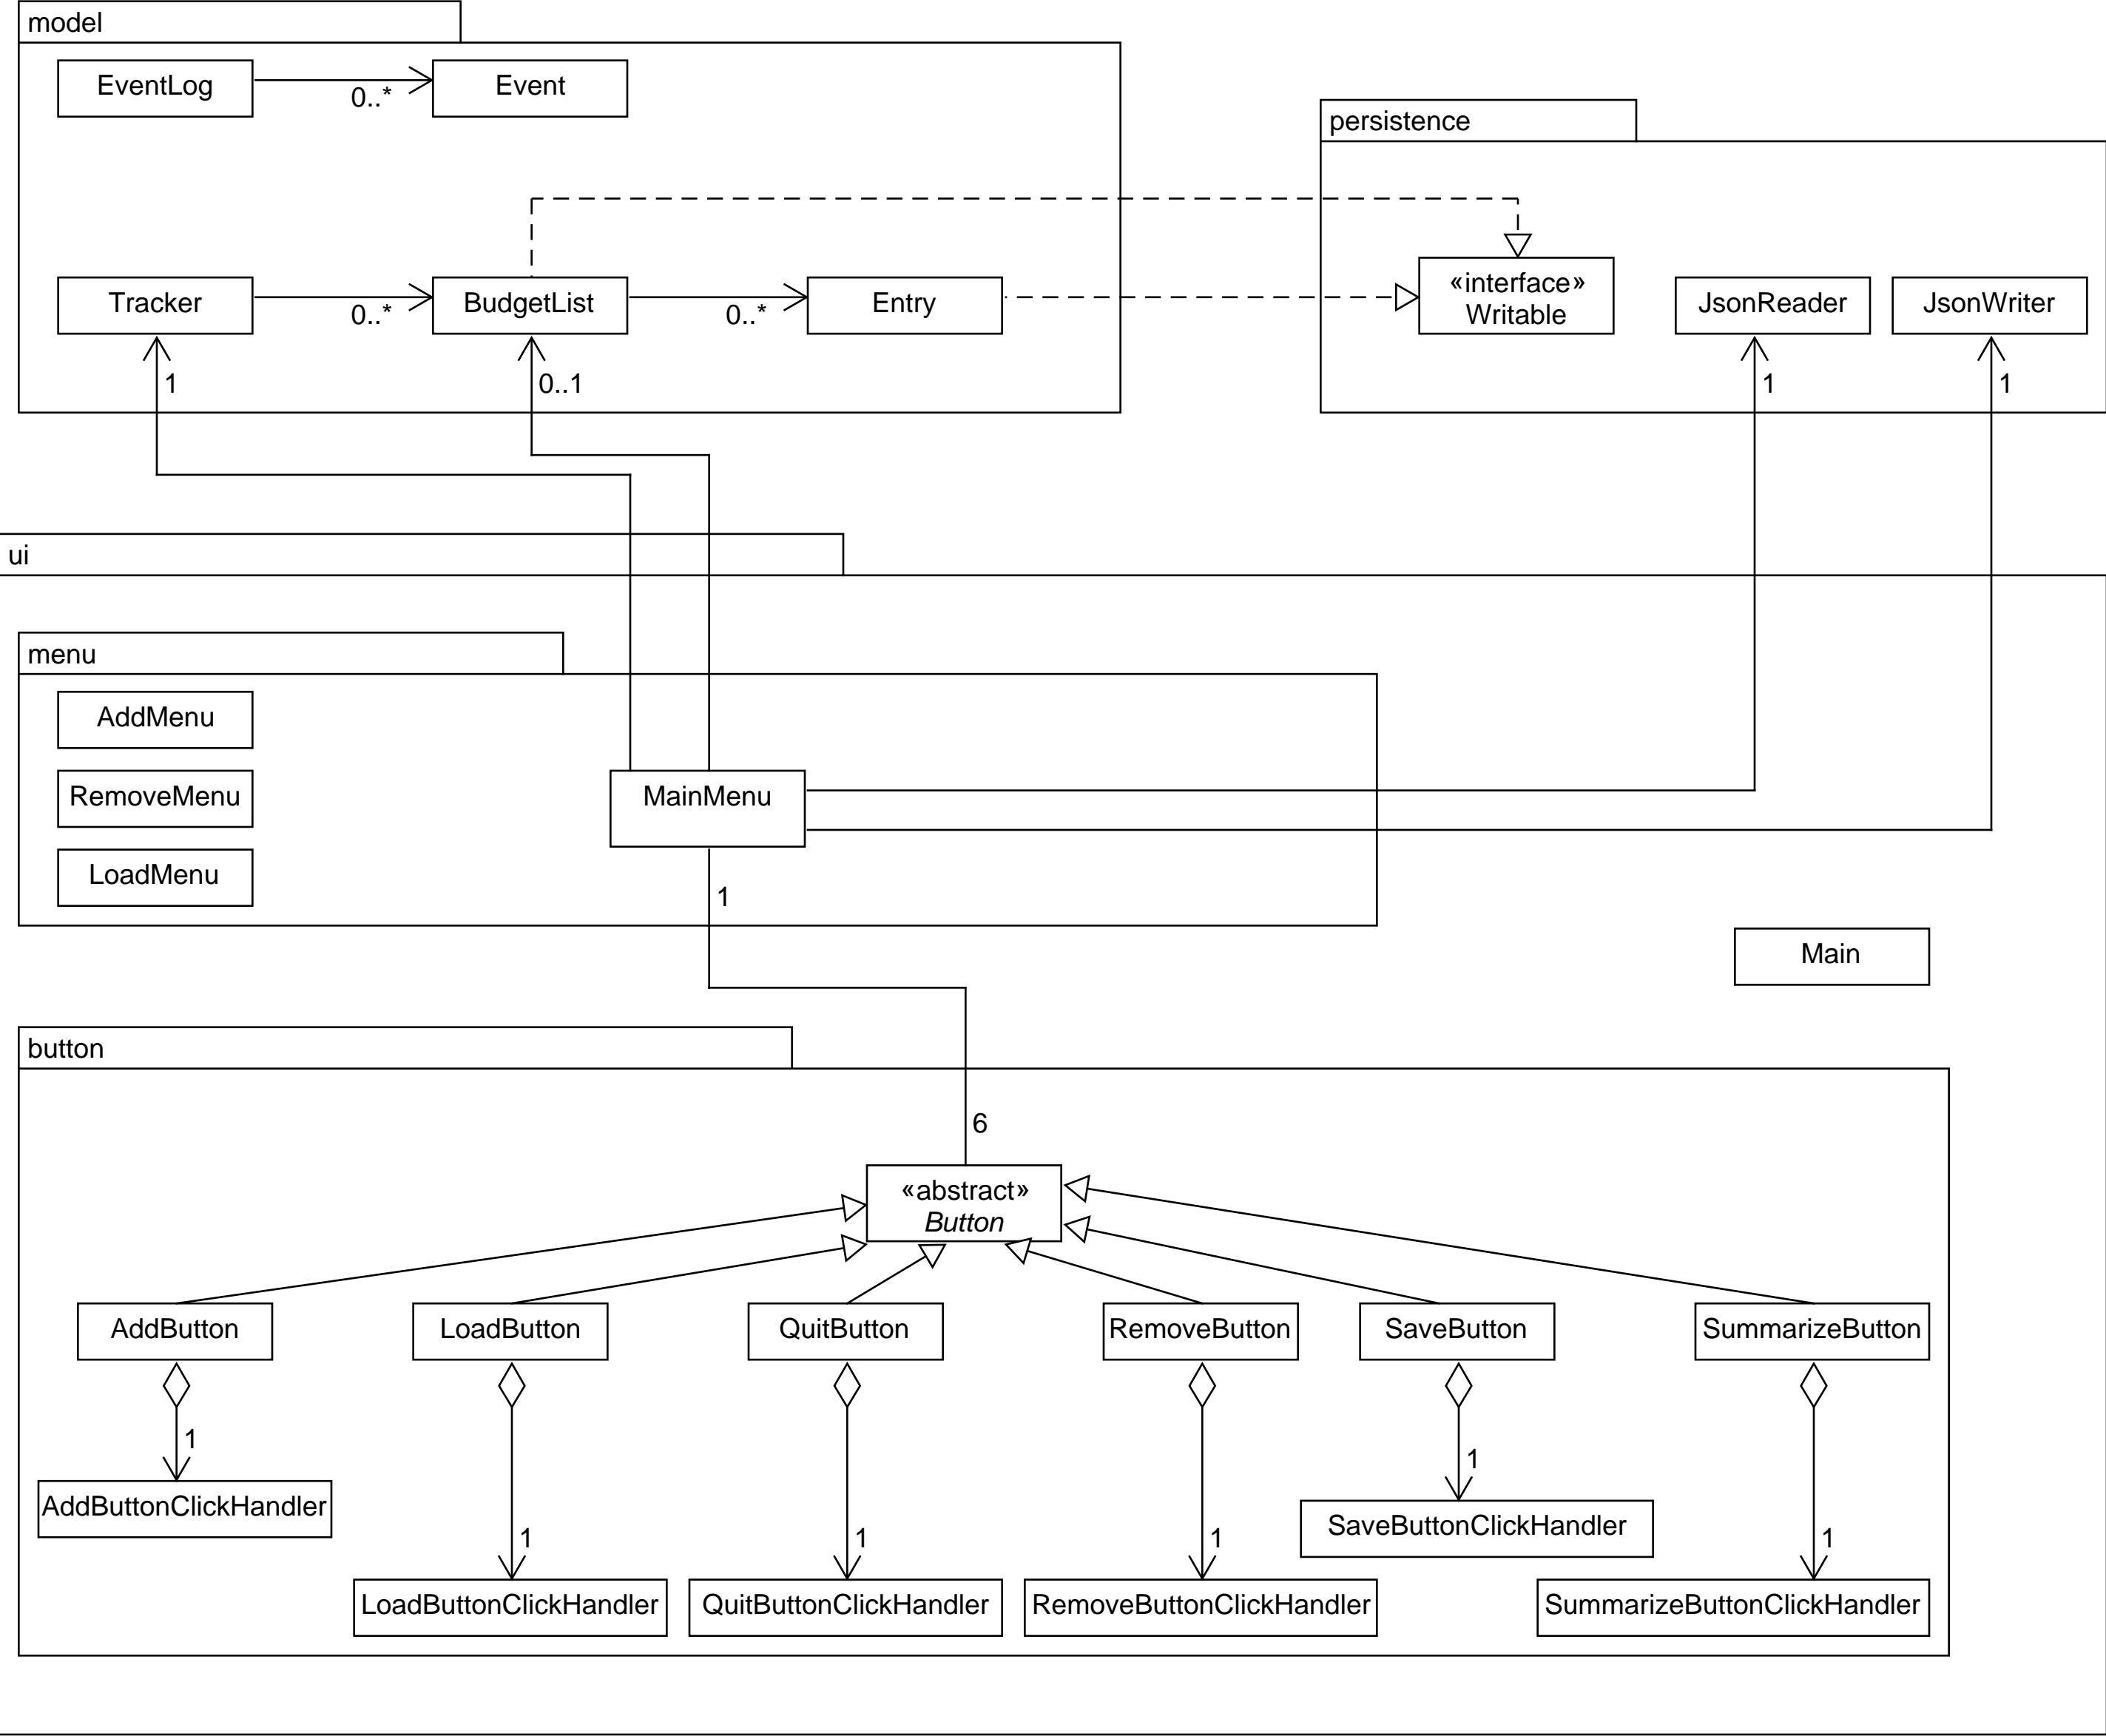 model
EventLog
0..*
Event
persistence
Tracker
0..*
BudgetList
0..*
Entry
«interface»
Writable
JsonReader
JsonWriter
1
0..1
1
1
ui
menu
AddMenu
RemoveMenu
MainMenu
LoadMenu
1
Main
button
6
«abstract»
Button
AddButton
LoadButton
QuitButton
RemoveButton
SaveButton
SummarizeButton
1
1
1
1
1
1
AddButtonClickHandler
SaveButtonClickHandler
LoadButtonClickHandler
QuitButtonClickHandler
RemoveButtonClickHandler
SummarizeButtonClickHandler